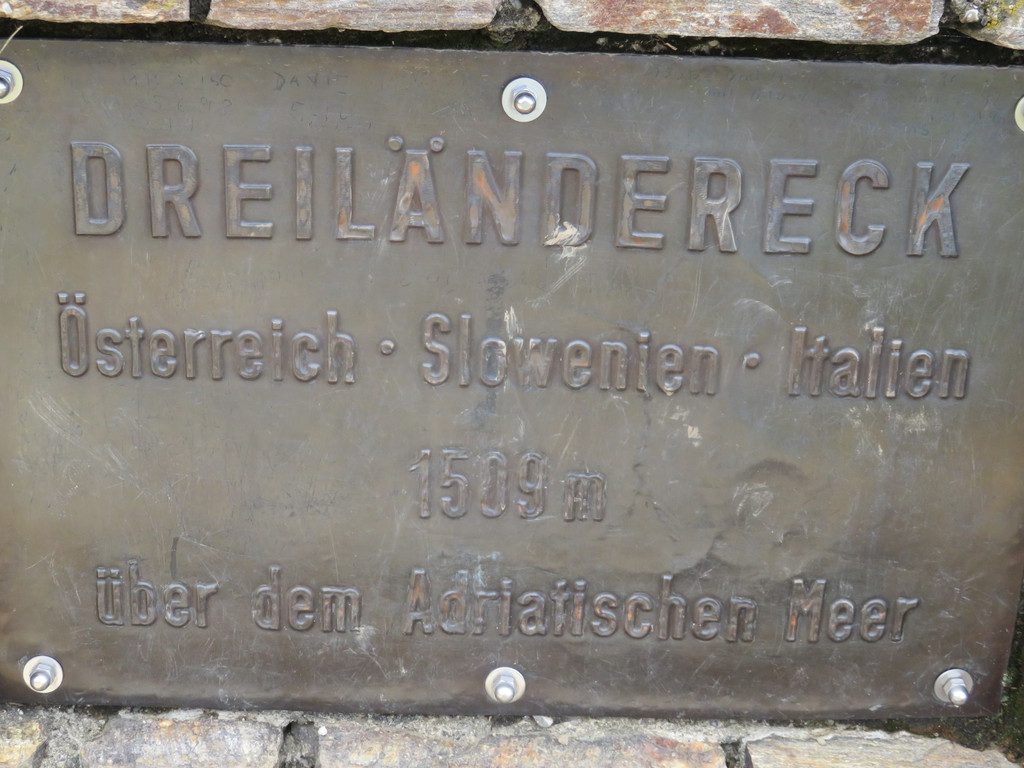 DREILÄNDERECK
Österreich · Slowenien · Italien
1509 m
über dem Adriatischen Meer